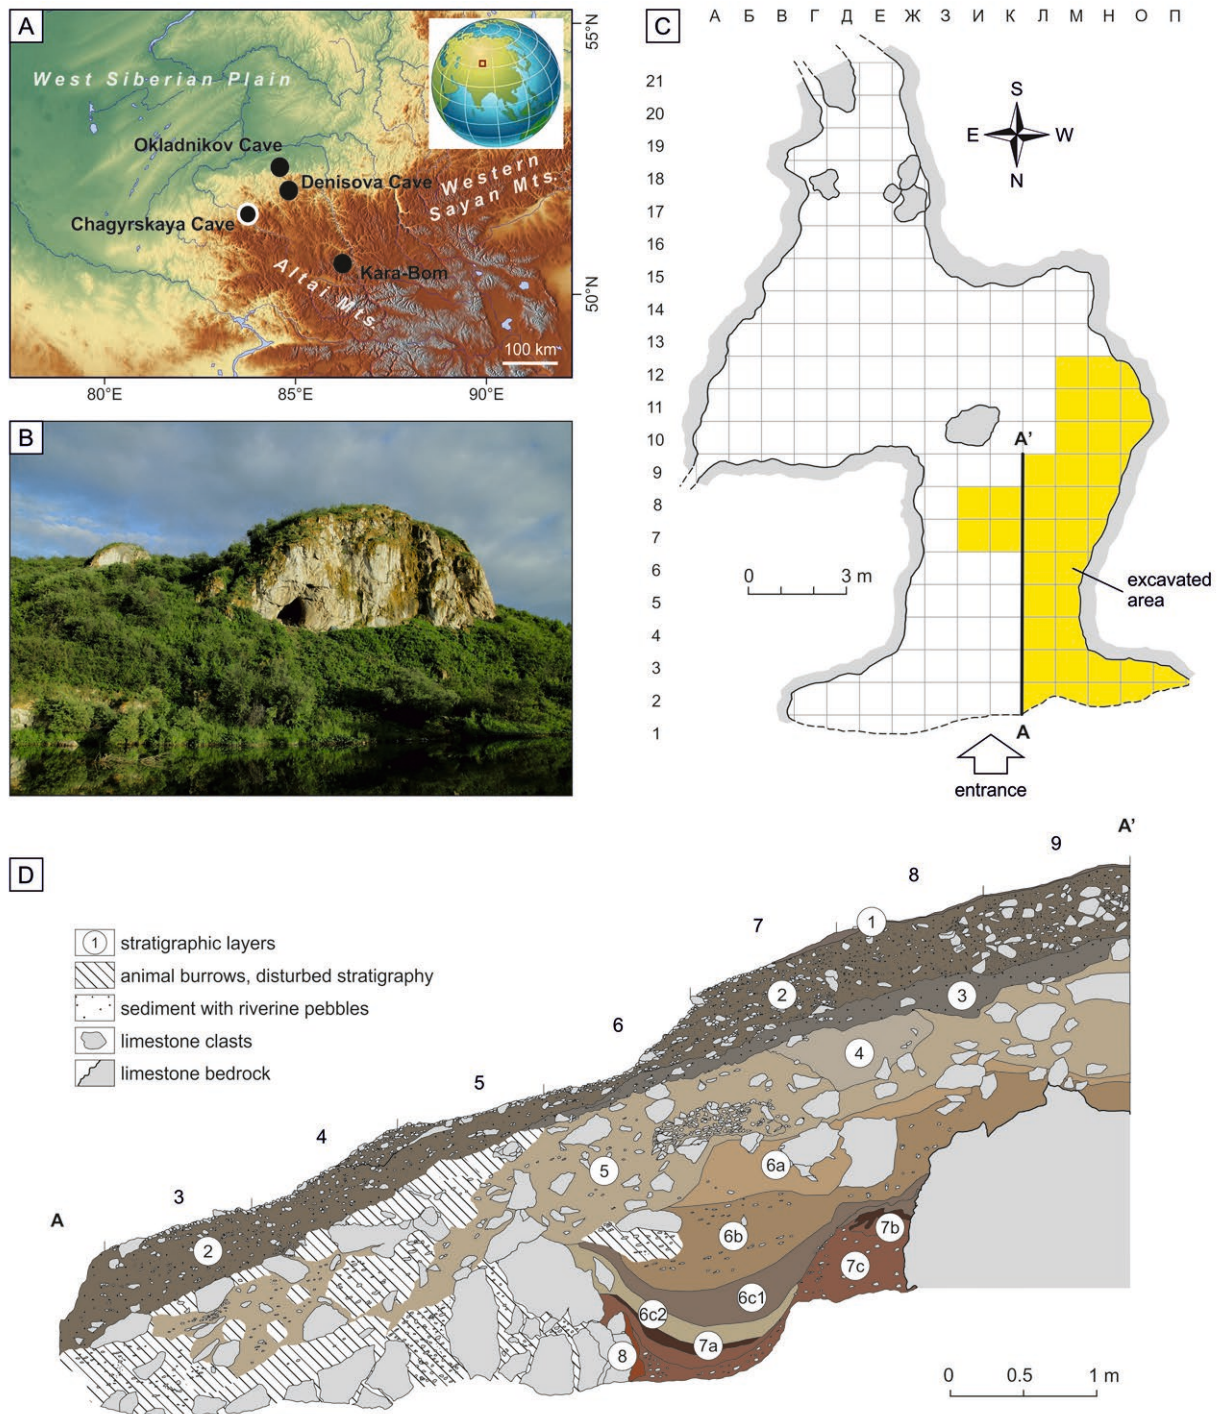 A
West Siberian Plain
Okladnikov Cave
Denisova Cave
Western
Sayan Mts.
Chagyrskaya Cave
Kara-Bom
Altai Mts.
100 km
55°N
50°N
80°E
85°E
90°E
B
C
А Б В Г Д Е Ж З И К Л М Н О П
21
20
19
18
17
16
15
14
13
12
11
10
9
8
7
6
5
4
3
2
1
S
E W
N
A'
0 3 m
excavated
area
A
entrance
D
A'
9
8
7
6
5
4
3
A
1 stratigraphic layers
animal burrows, disturbed stratigraphy
sediment with riverine pebbles
limestone clasts
limestone bedrock
1
2
3
4
5
6a
6b
7b
7c
2
6c1
6c2
7a
8
0 0.5 1 m